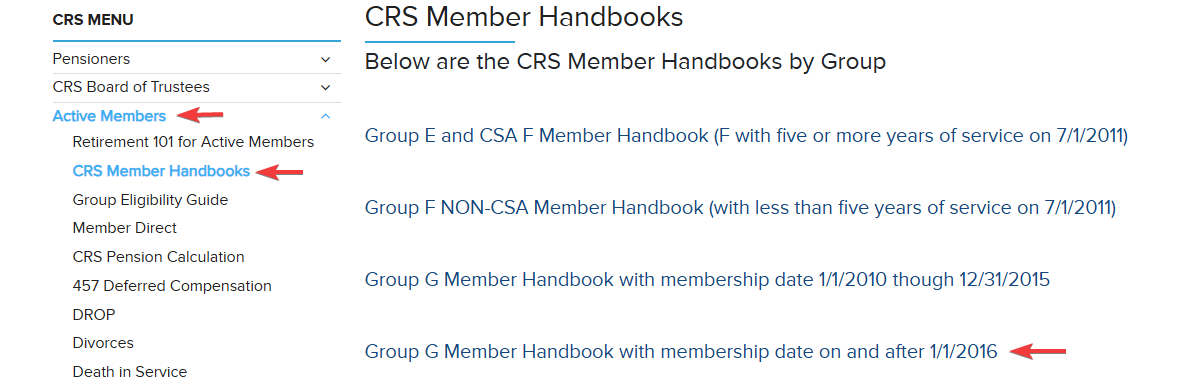 CRS MENU
Pensioners
CRS Board of Trustees
Active Members
Retirement 101 for Active Members
CRS Member Handbooks
Group Eligibility Guide
Member Direct
CRS Pension Calculation
457 Deferred Compensation
DROP
Divorces
Death in Service
CRS Member Handbooks
Below are the CRS Member Handbooks by Group
Group E and CSA F Member Handbook (F with five or more years of service on 7/1/2011)
Group F NON-CSA Member Handbook (with less than five years of service on 7/1/2011)
Group G Member Handbook with membership date 1/1/2010 though 12/31/2015
Group G Member Handbook with membership date on and after 1/1/2016